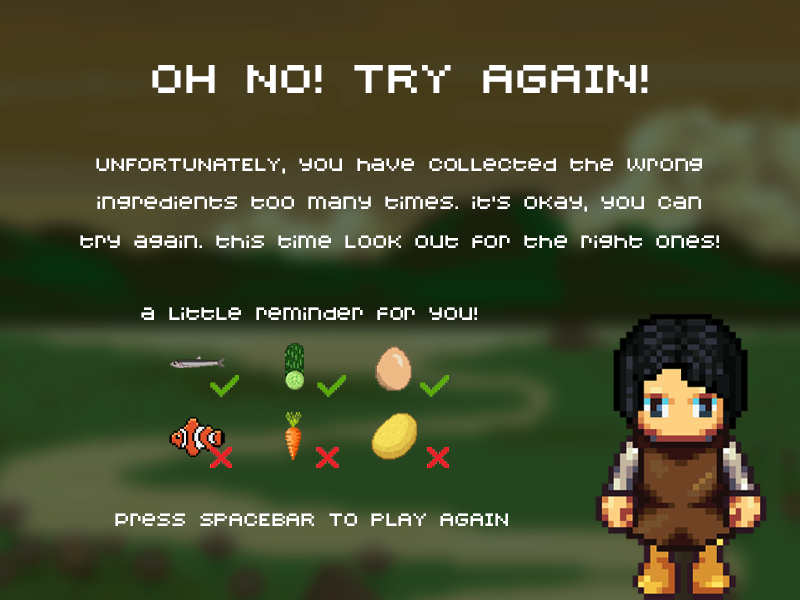 OH NO! TRY AGAIN!
UNFORTUNATELY, you have collected the wrong
ingredients too many times. it's okay, you can
try again. this time look out for the right ones!
a little reminder for you!
press SPACEBAR TO PLAY AGAIN